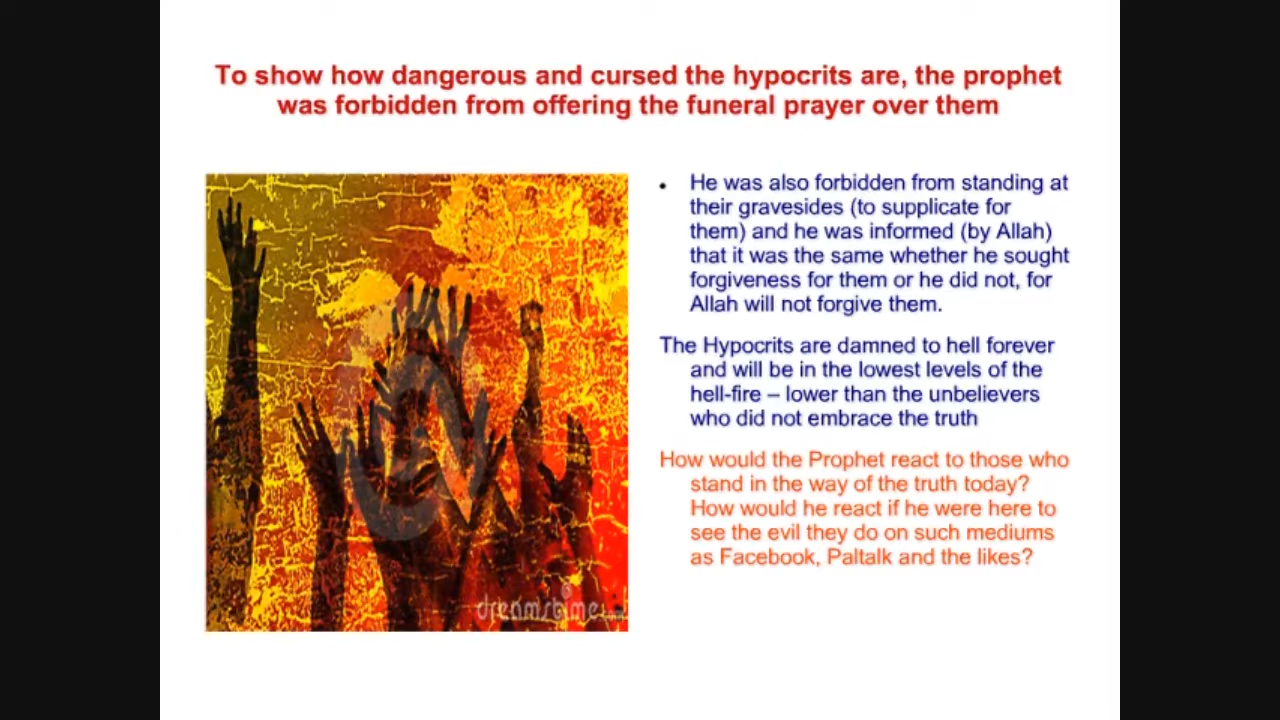 To show how dangerous and cursed the hypocrits are, the prophet
was forbidden from offering the funeral prayer over them
• He was also forbidden from standing at
their gravesides (to supplicate for
them) and he was informed (by Allah)
that it was the same whether he sought
forgiveness for them or he did not, for
Allah will not forgive them.
The Hypocrits are damned to hell forever
and will be in the lowest levels of the
hell-fire – lower than the unbelievers
who did not embrace the truth
How would the Prophet react to those who
stand in the way of the truth today?
How would he react if he were here to
see the evil they do on such mediums
as Facebook, Paltalk and the likes?
dreamstime